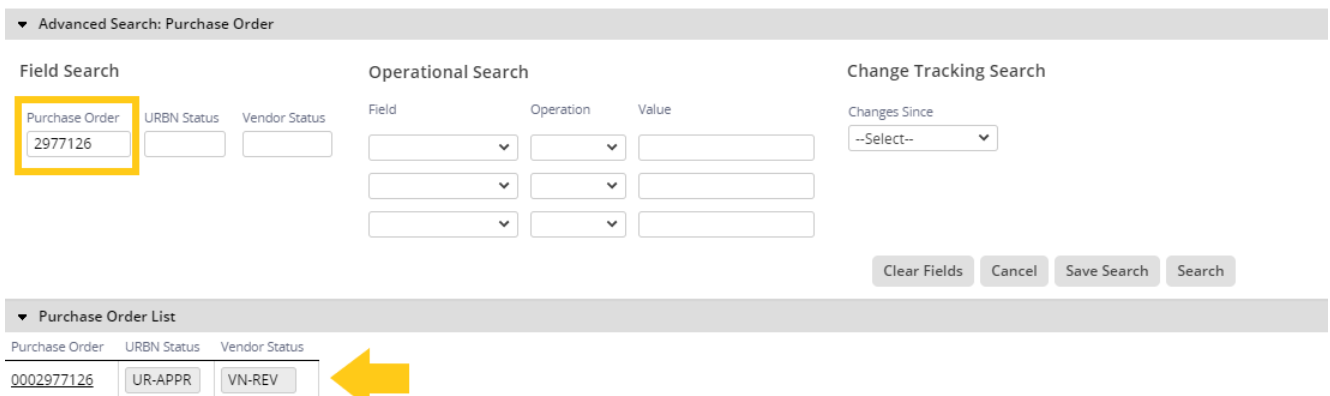 Advanced Search: Purchase Order
Field Search
Operational Search
Change Tracking Search
Purchase Order URBN Status Vendor Status
Field Operation Value
Changes Since
2977126
--Select--
Clear Fields Cancel Save Search Search
Purchase Order List
Purchase Order URBN Status Vendor Status
0002977126 UR-APPR VN-REV